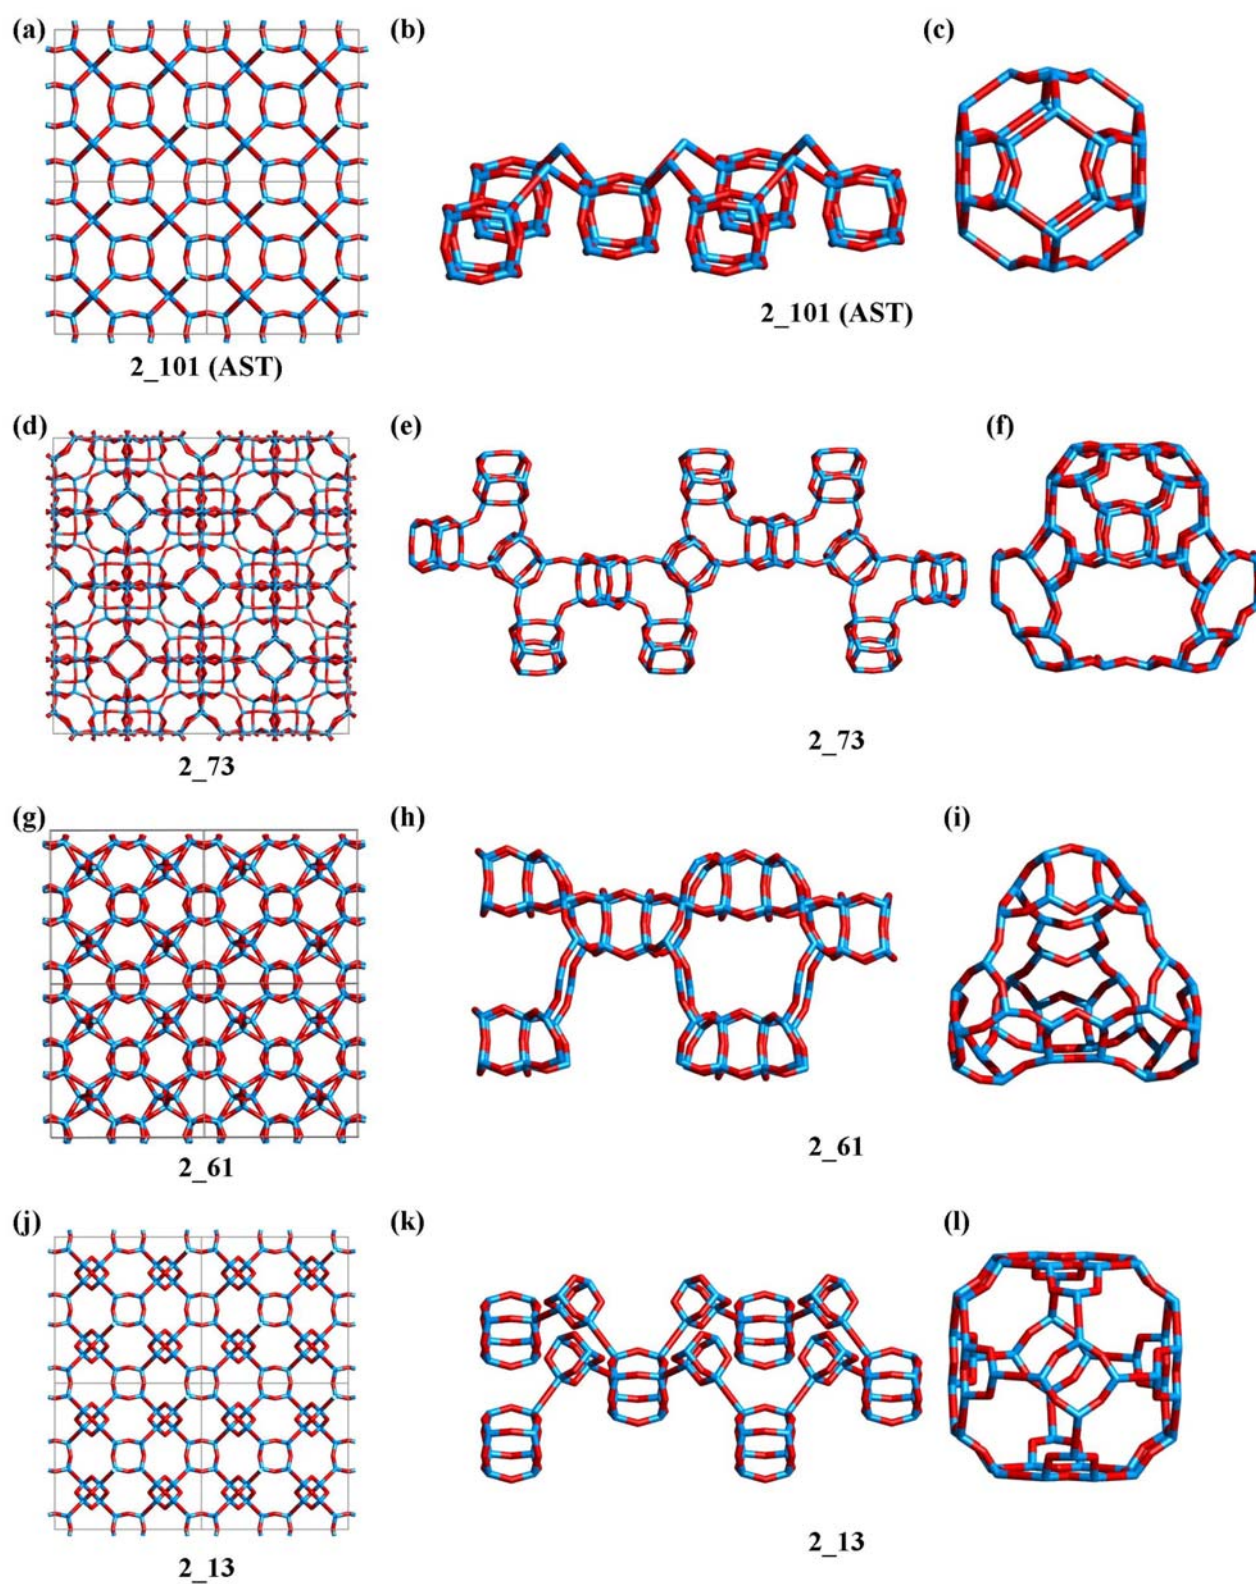 (a) (b) (c)
2_101 (AST)
2_101 (AST)
(d) (e) (f)
2_73
2_73
(g) (h) (i)
2_61
2_61
(j) (k) (l)
2_13
2_13